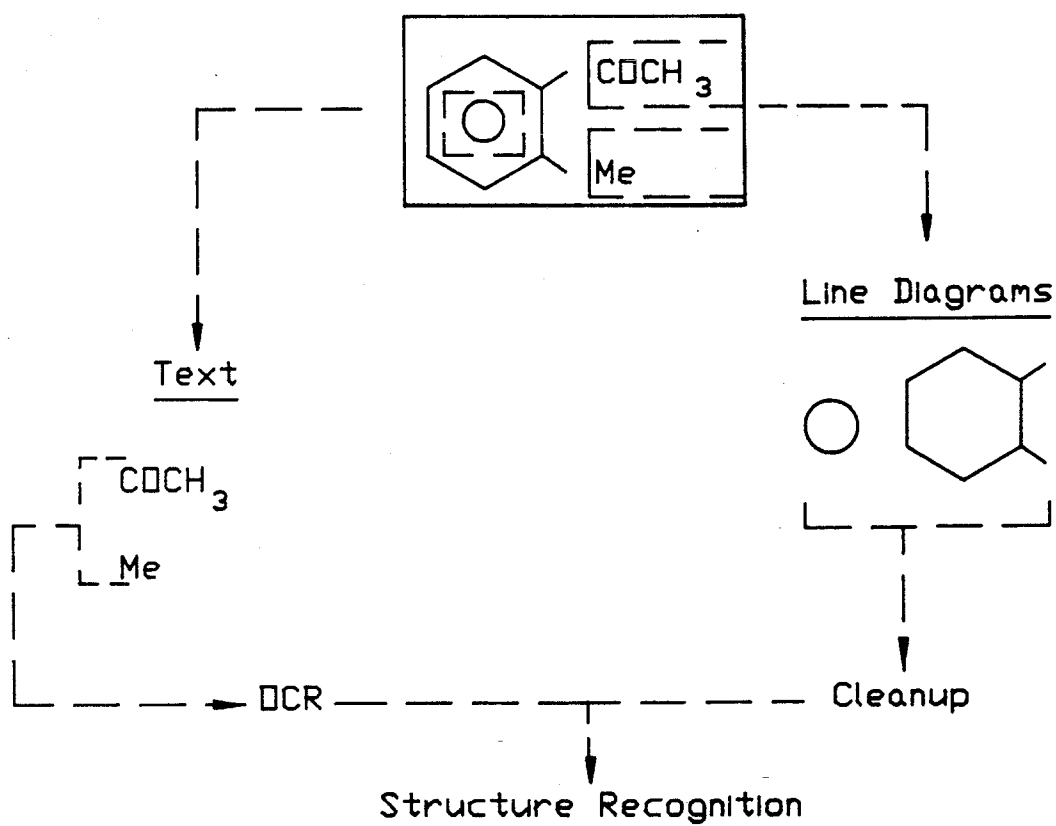 COCH3
Me
Line Diagrams
Text
COCH3
Me
OCR
Cleanup
Structure Recognition